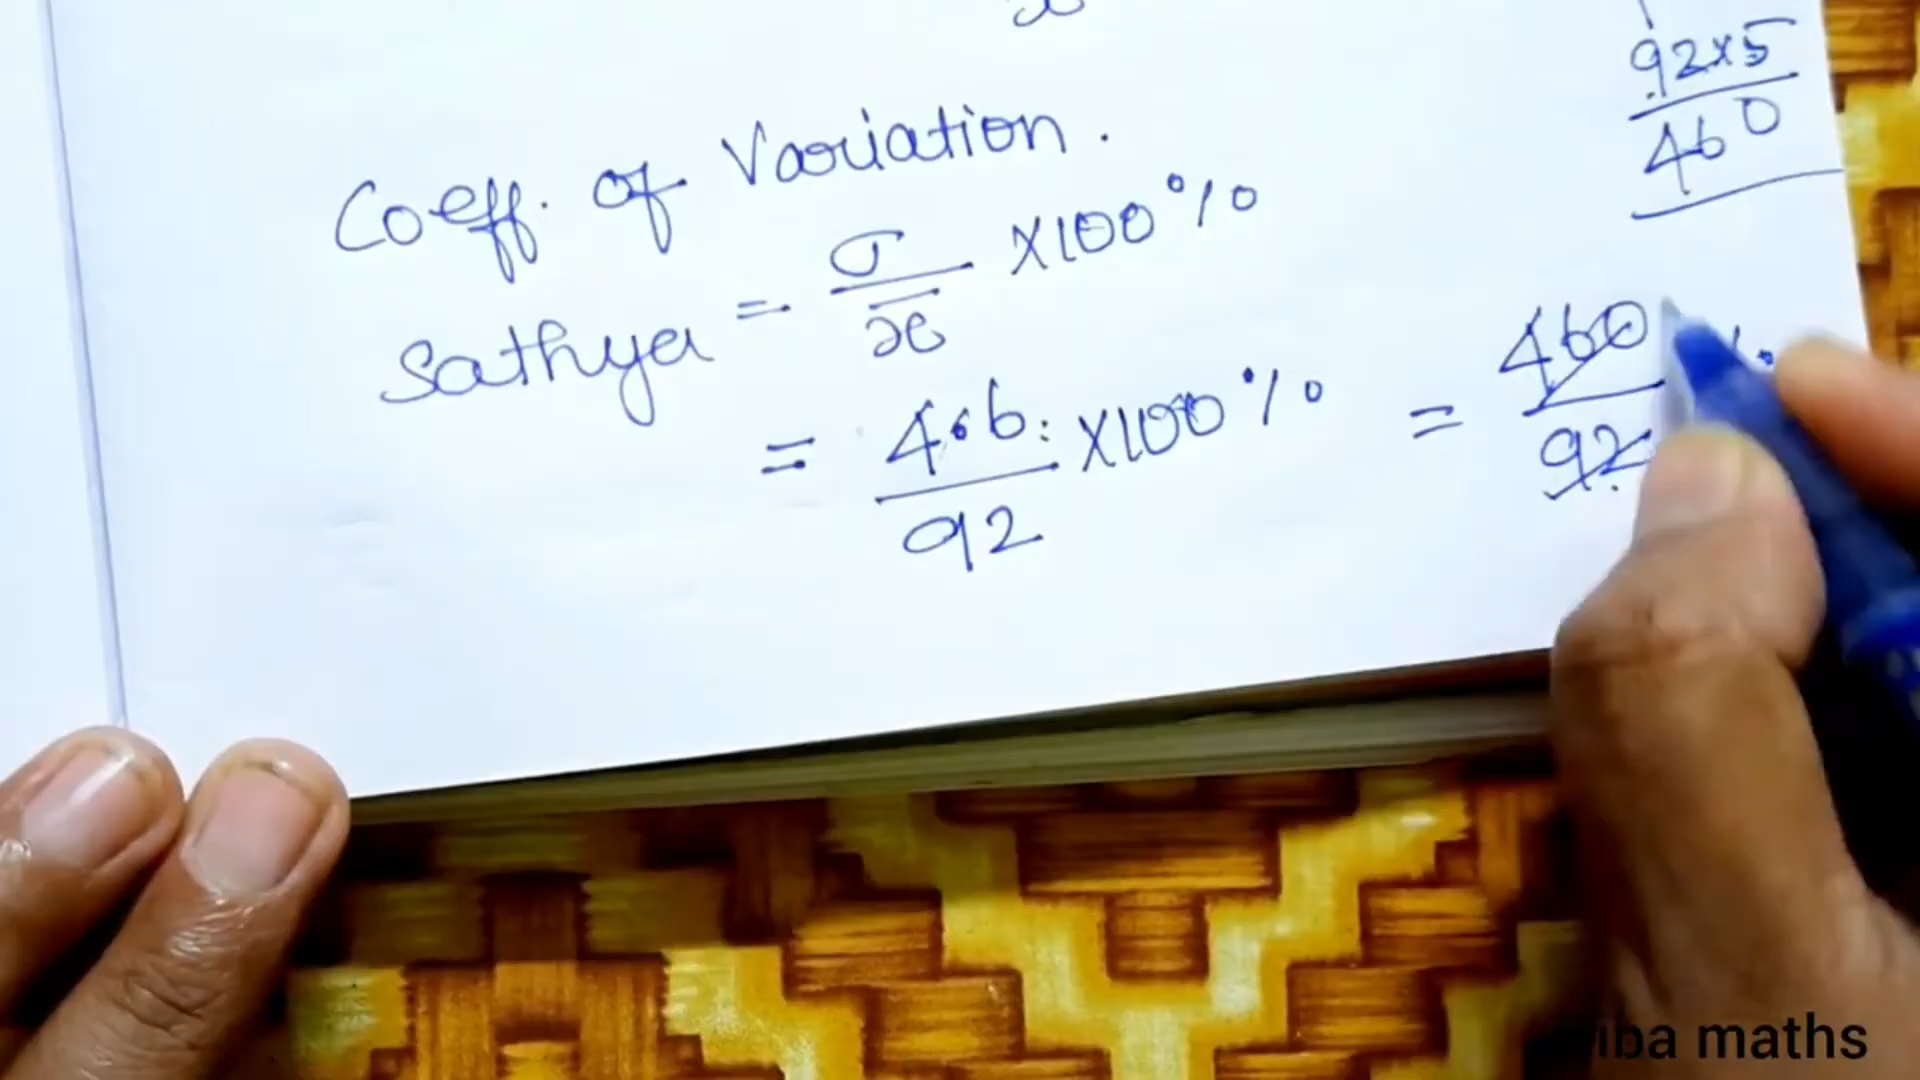 92×5
460
Coeff. of Variation.
Sathya = σ/x̄ ×100%
= 4.6/92 ×100% = 460/92 %
iba maths